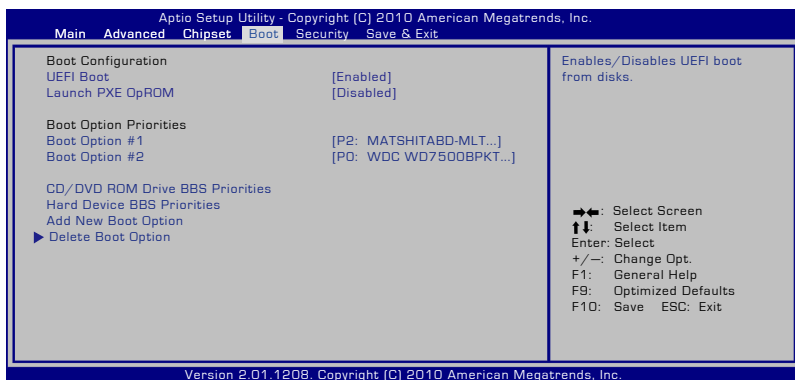 Aptio Setup Utility - Copyright (C) 2010 American Megatrends, Inc.
Main Advanced Chipset Boot Security Save & Exit
Boot Configuration
UEFI Boot [Enabled]
Launch PXE OpROM [Disabled]
Boot Option Priorities
Boot Option #1 [P2: MATSHITABD-MLT...]
Boot Option #2 [P0: WDC WD7500BPKT...]
CD/DVD ROM Drive BBS Priorities
Hard Device BBS Priorities
Add New Boot Option
Delete Boot Option
Enables/Disables UEFI boot
from disks.
→←: Select Screen
↑↓: Select Item
Enter: Select
+/—: Change Opt.
F1: General Help
F9: Optimized Defaults
F10: Save ESC: Exit
Version 2.01.1208. Copyright (C) 2010 American Megatrends, Inc.